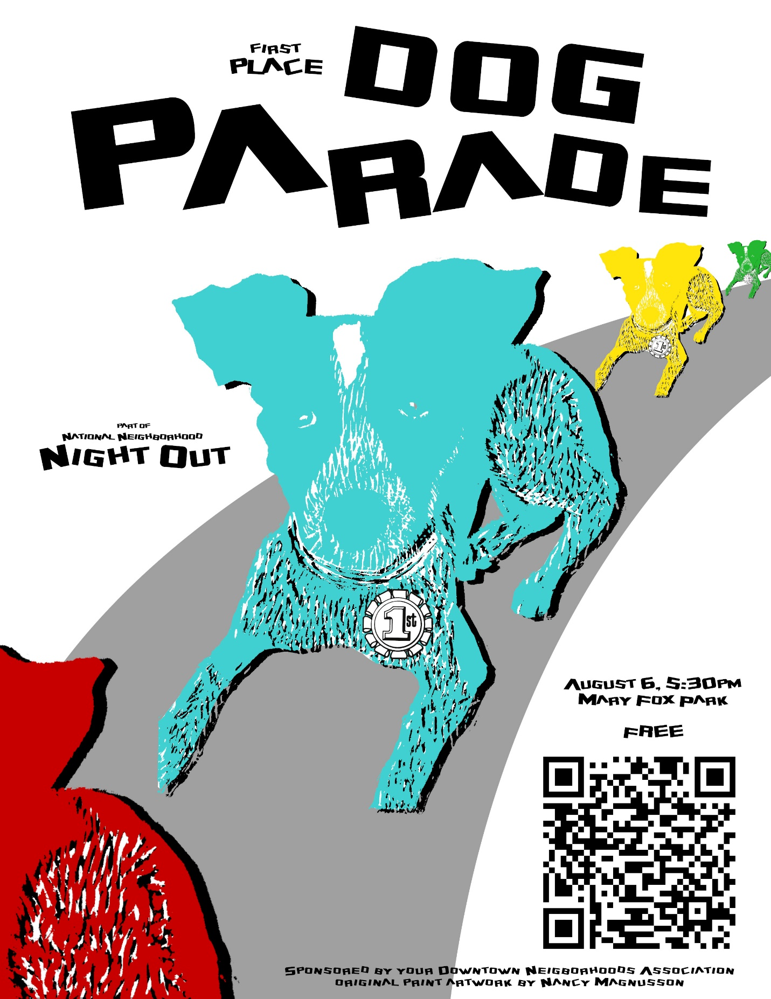 FIRST
PLACE
DOG
PARADE
PART OF
NATIONAL NEIGHBORHOOD
NIGHT OUT
1st
1st
AUGUST 6, 5:30PM
MARY FOX PARK
FREE
SPONSORED BY YOUR DOWNTOWN NEIGBORHOODS ASSOCIATION
ORIGINAL PRINT ARTWORK BY NANCY MAGNUSSON